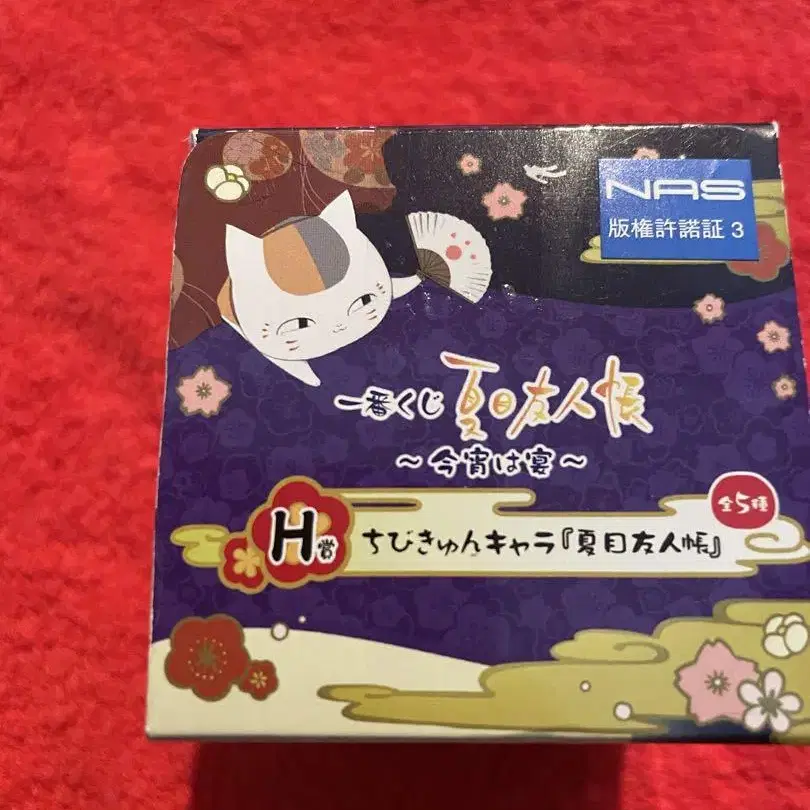 NAS
版権許諾証 3
一番くじ 夏目友人帳
～今宵は宴～
全5種
H賞 ちびきゅんキャラ『夏目友人帳』